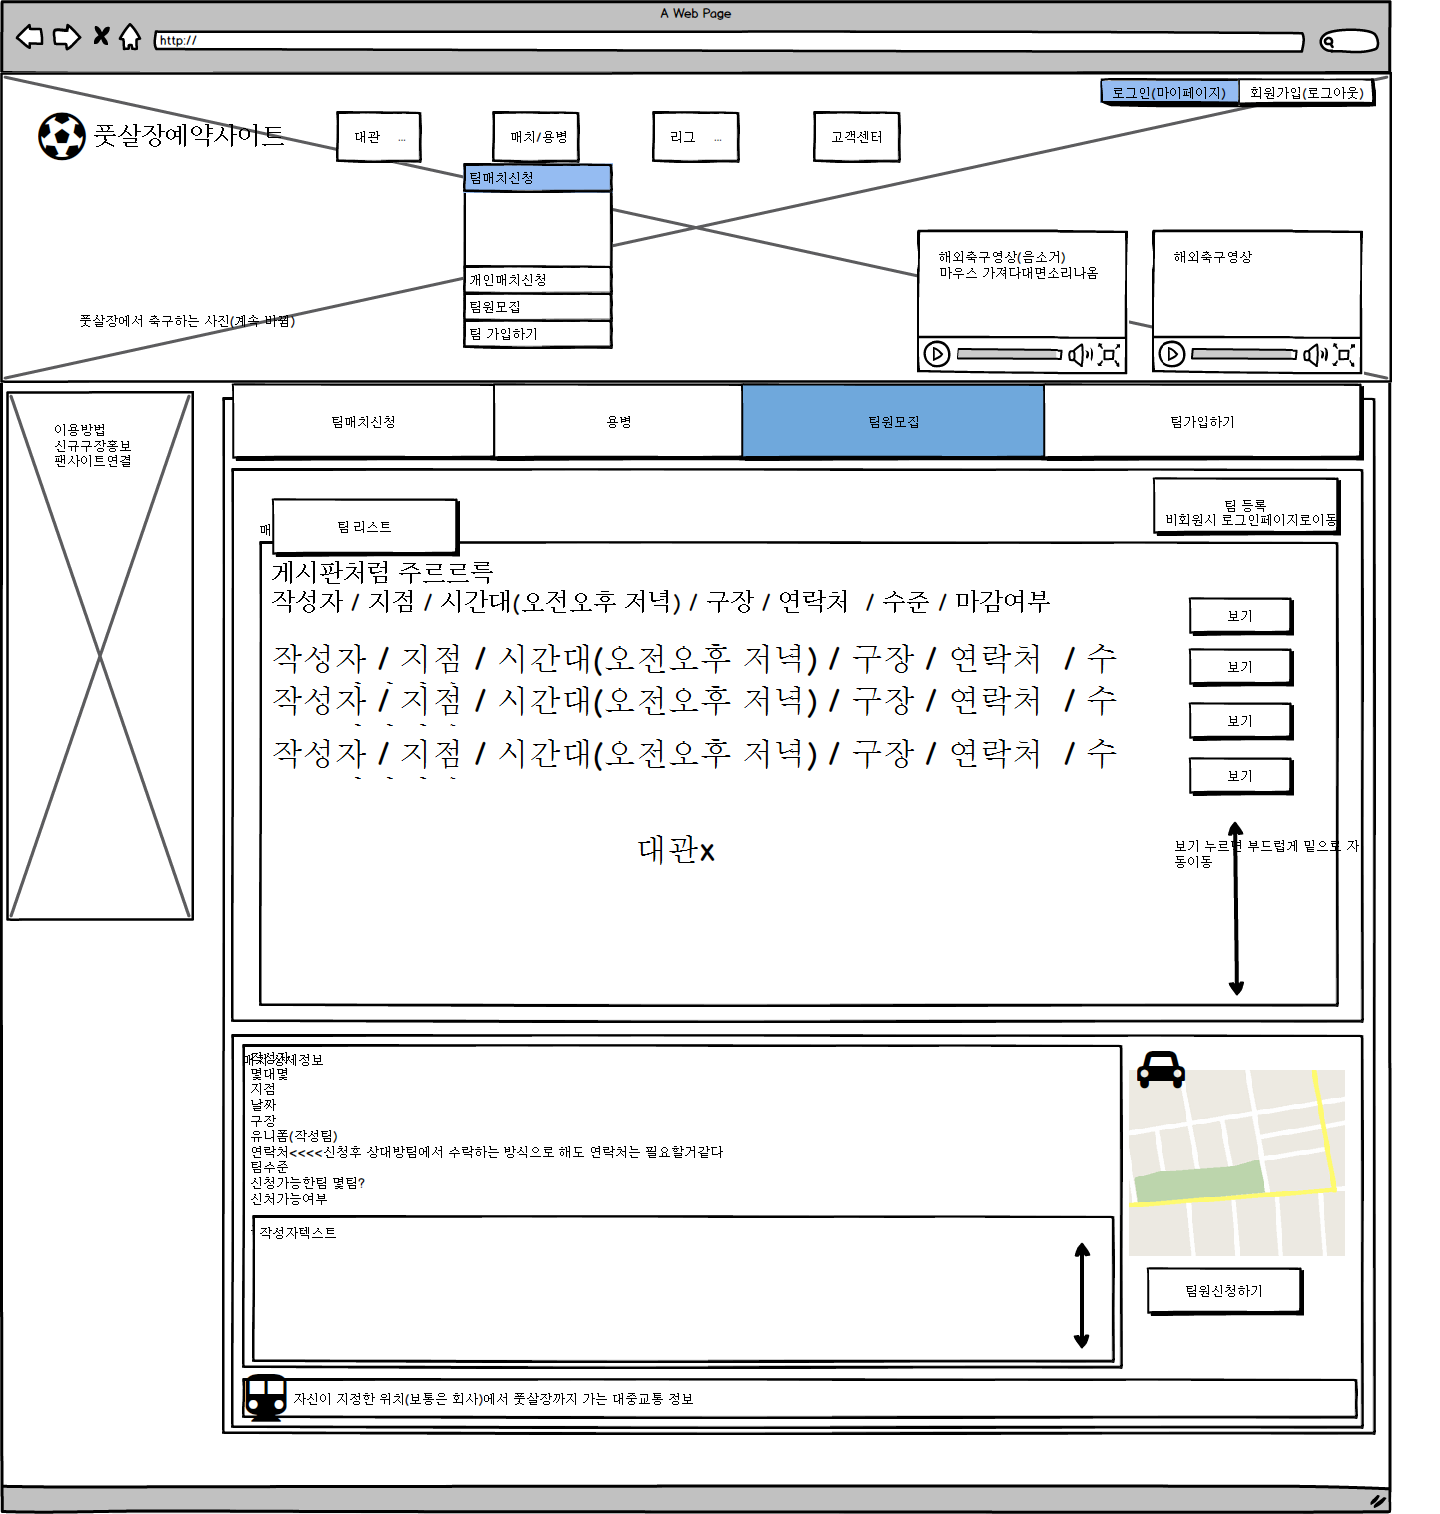 A Web Page
http://
로그인(마이페이지)
회원가입(로그아웃)
풋살장예약사이트
대관 ...
매치/용병
리그 ...
고객센터
팀매치신청
개인매치신청
팀원모집
팀 가입하기
해외축구영상(음소거)
마우스 가져다대면소리나옴
해외축구영상
풋살장에서 축구하는 사진(계속 바뀜)
이용방법
신규구장홍보
팬사이트연결
팀매치신청
용병
팀원모집
팀가입하기
팀 등록
비회원시 로그인페이지로이동
매
팀 리스트
게시판처럼 주르르륵
작성자 / 지점 / 시간대(오전오후 저녁) / 구장 / 연락처 / 수준 / 마감여부
보기
작성자 / 지점 / 시간대(오전오후 저녁) / 구장 / 연락처 / 수
보기
작성자 / 지점 / 시간대(오전오후 저녁) / 구장 / 연락처 / 수
보기
작성자 / 지점 / 시간대(오전오후 저녁) / 구장 / 연락처 / 수
보기
대관x
보기 누르면 부드럽게 밑으로 자
동이동
매치상세정보
작성자
몇대몇
지점
날짜
구장
유니폼(작성팀)
연락처<<<<신청후 상대방팀에서 수락하는 방식으로 해도 연락처는 필요할거같다
팀수준
신청가능한팀 몇팀?
신처가능여부
작성자텍스트
팀원신청하기
자신이 지정한 위치(보통은 회사)에서 풋살장까지 가는 대중교통 정보